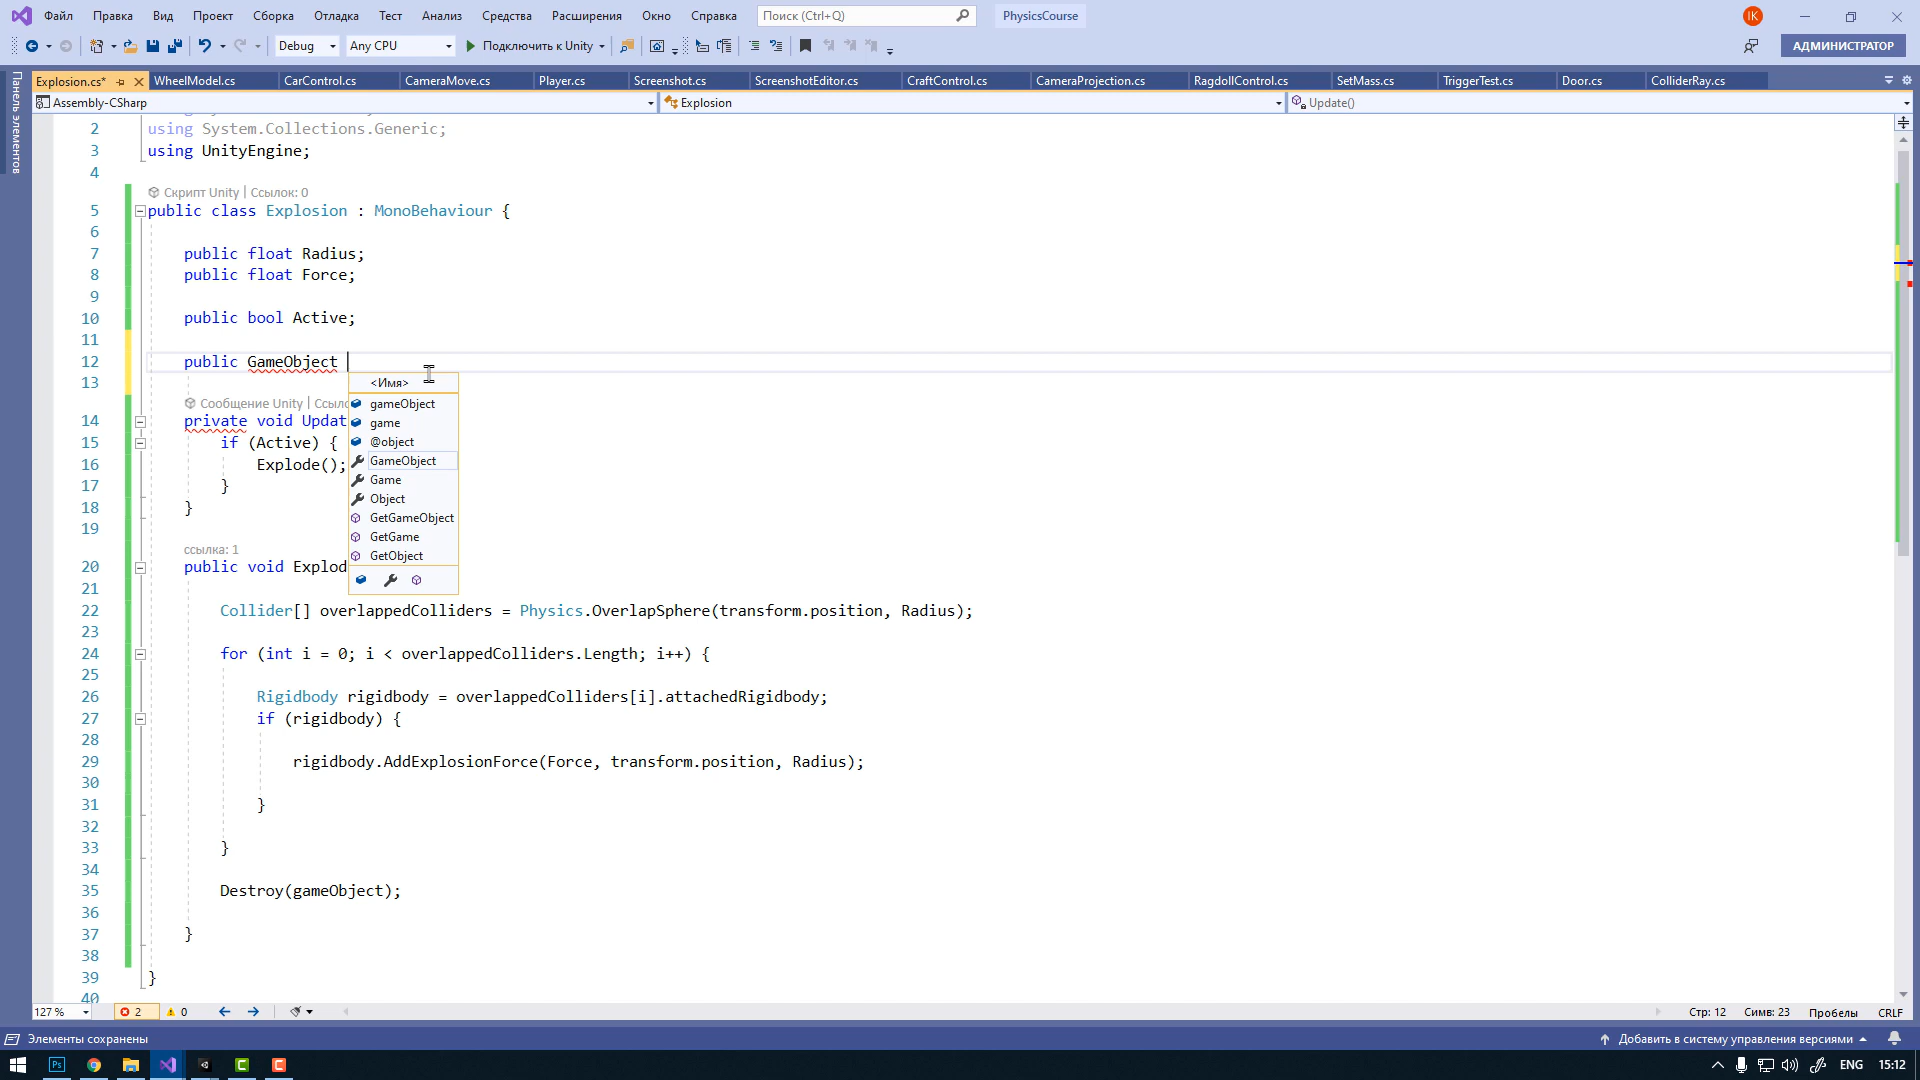 Файл Правка Вид Проект Сборка Отладка Тест Анализ Средства Расширения Окно Справка Поиск (Ctrl+Q) PhysicsCourse IK
Debug Any CPU Подключить к Unity АДМИНИСТРАТОР
Панель элементов
Explosion.cs* WheelModel.cs CarControl.cs CameraMove.cs Player.cs Screenshot.cs ScreenshotEditor.cs CraftControl.cs CameraProjection.cs RagdollControl.cs SetMass.cs TriggerTest.cs Door.cs ColliderRay.cs
Assembly-CSharp Explosion Update()
2 using System.Collections.Generic;
3 using UnityEngine;
4
Скрипт Unity | Ссылок: 0
5 public class Explosion : MonoBehaviour {
6
7 public float Radius;
8 public float Force;
9
10 public bool Active;
11
12 public GameObject
13 <Имя>
gameObject
game
@object
GameObject
Game
Object
GetGameObject
GetGame
GetObject
Сообщение Unity | Ссыло
14 private void Updat
15 if (Active) {
16 Explode();
17 }
18 }
19
ссылка: 1
20 public void Explod
21
22 Collider[] overlappedColliders = Physics.OverlapSphere(transform.position, Radius);
23
24 for (int i = 0; i < overlappedColliders.Length; i++) {
25
26 Rigidbody rigidbody = overlappedColliders[i].attachedRigidbody;
27 if (rigidbody) {
28
29 rigidbody.AddExplosionForce(Force, transform.position, Radius);
30
31 }
32
33 }
34
35 Destroy(gameObject);
36
37 }
38
39 }
40
127 % 2 0 Стр: 12 Симв: 23 Пробелы CRLF
Элементы сохранены Добавить в систему управления версиями
Ps C C ENG 15:12